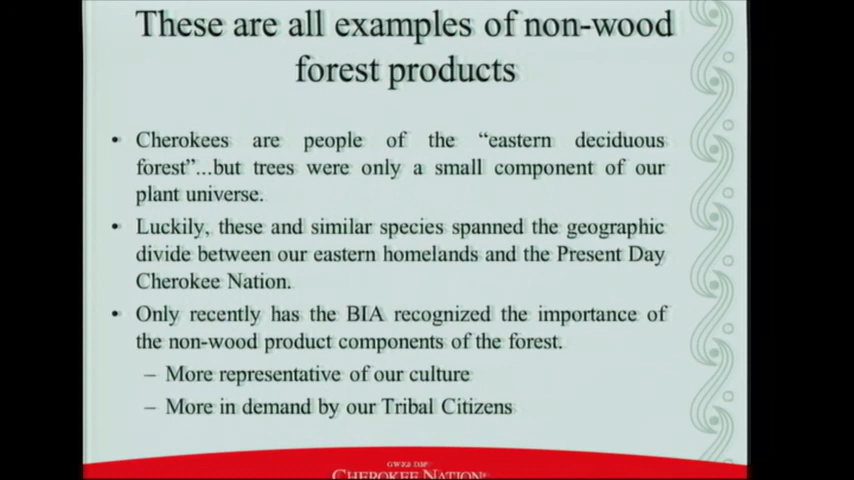 These are all examples of non-wood
forest products
• Cherokees are people of the “eastern deciduous
forest”...but trees were only a small component of our
plant universe.
• Luckily, these and similar species spanned the geographic
divide between our eastern homelands and the Present Day
Cherokee Nation.
• Only recently has the BIA recognized the importance of
the non-wood product components of the forest.
– More representative of our culture
– More in demand by our Tribal Citizens
CHEROKEE NATION